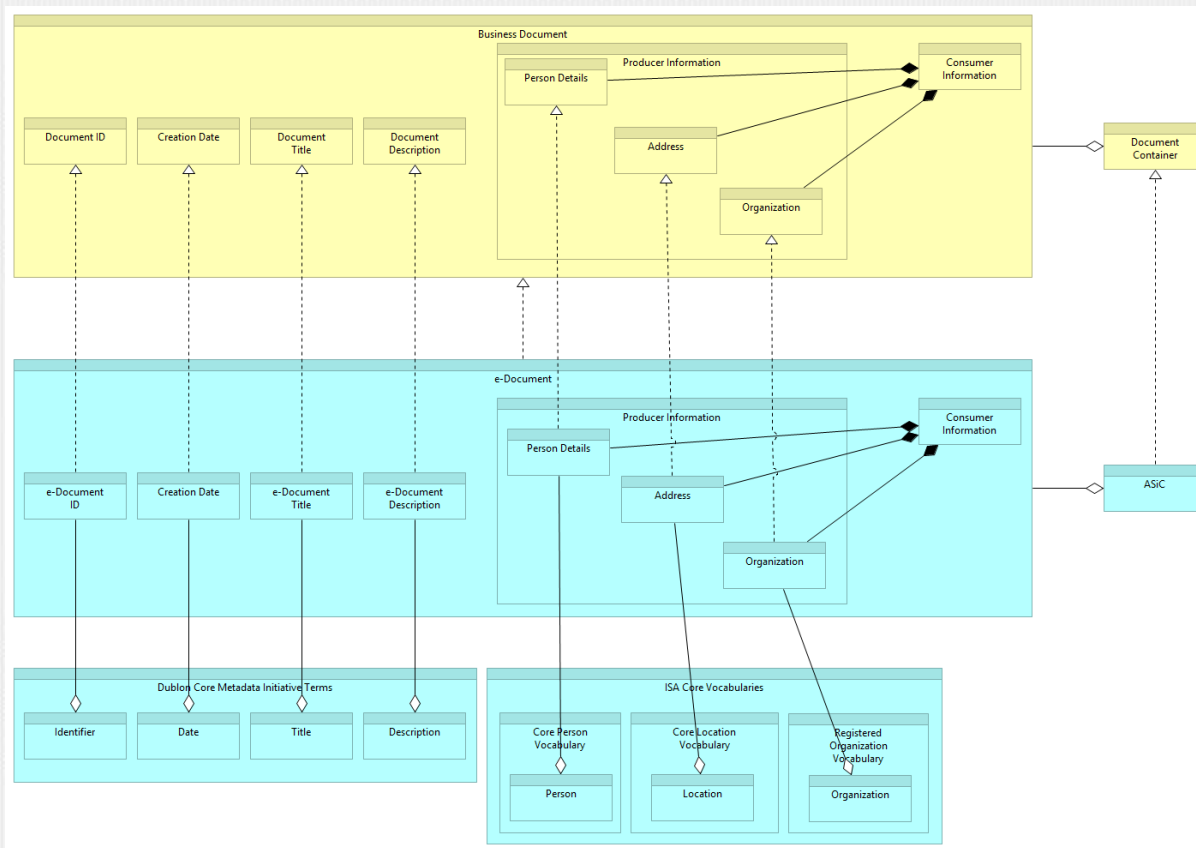 Business Document
Producer Information
Consumer
Information
Person Details
Document ID
Creation Date
Document
Title
Document
Description
Address
Document
Container
Organization
e-Document
Producer Information
Consumer
Information
Person Details
e-Document
ID
Creation Date
e-Document
Title
e-Document
Description
Address
ASiC
Organization
Dublon Core Metadata Initiative Terms
Identifier
Date
Title
Description
ISA Core Vocabularies
Core Person
Vocabulary
Core Location
Vocabulary
Registered
Organization
Vocabulary
Person
Location
Organization